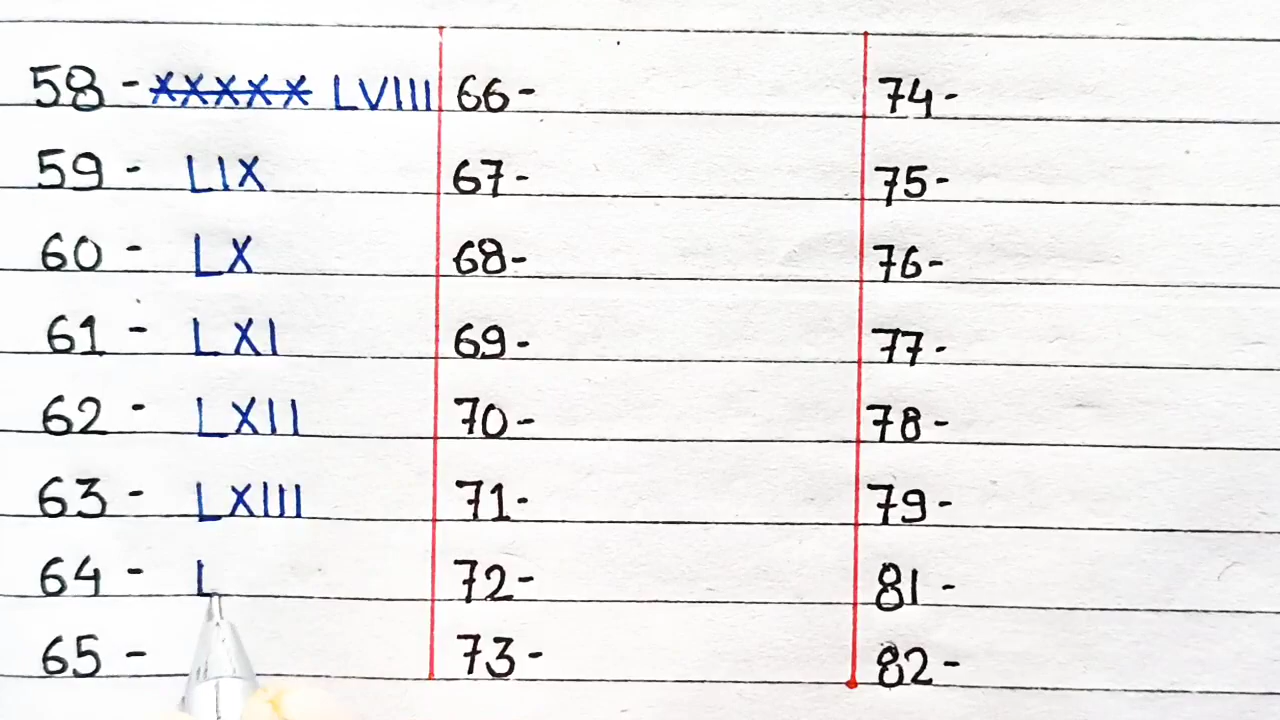 58 - XXXXX LVIII
59 - LIX
60 - LX
61 - LXI
62 - LXII
63 - LXIII
64 - L
65 -
66 -
67 -
68 -
69 -
70 -
71 -
72 -
73 -
74 -
75 -
76 -
77 -
78 -
79 -
81 -
82 -